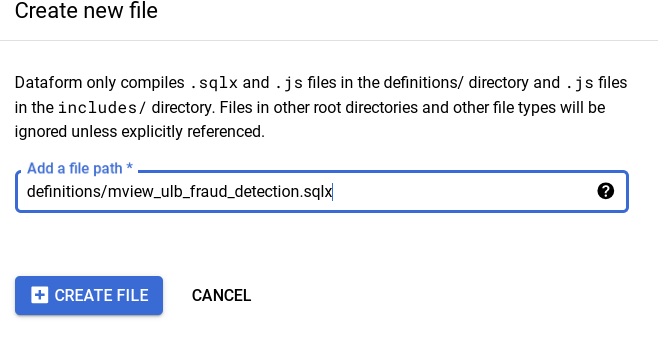 Create new file
Dataform only compiles .sqlx and .js files in the definitions/ directory and .js files
in the includes/ directory. Files in other root directories and other file types will be
ignored unless explicitly referenced.
Add a file path *
definitions/mview_ulb_fraud_detection.sqlx
CREATE FILE CANCEL